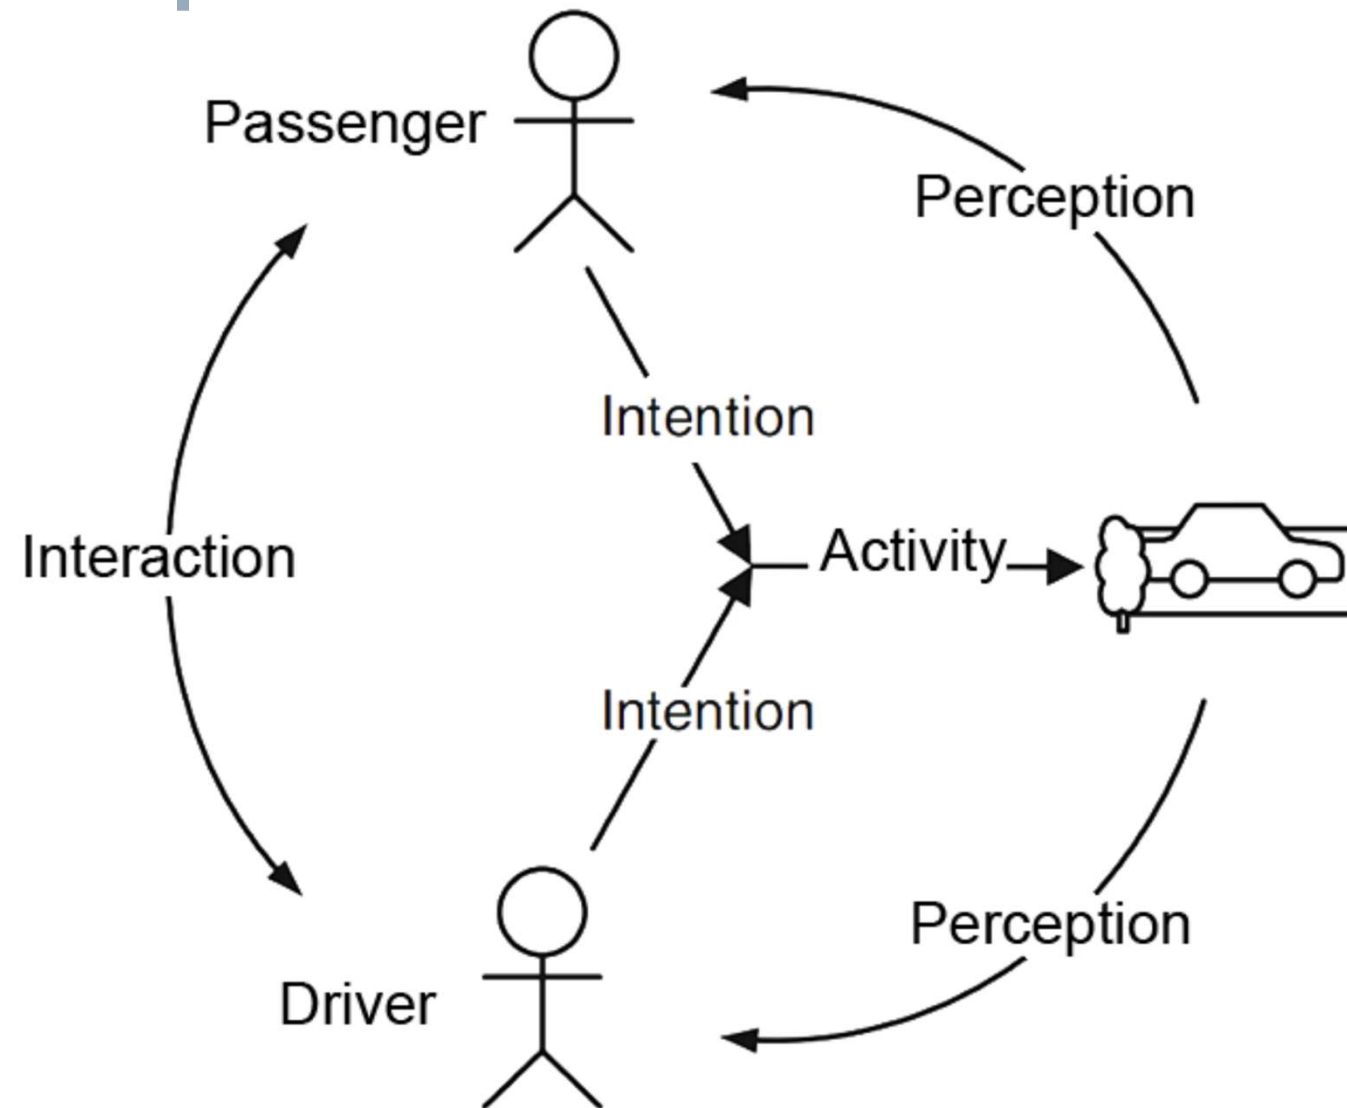 Passenger
Perception
Intention
Interaction
Activity
Intention
Perception
Driver